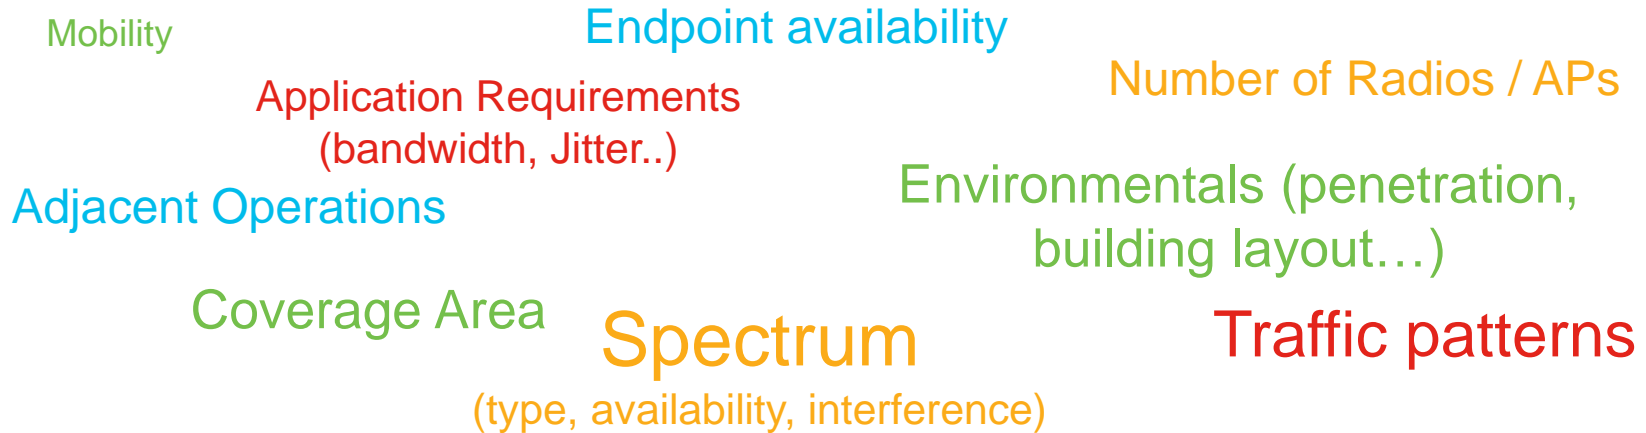 Mobility
Endpoint availability
Number of Radios / APs
Application Requirements
(bandwidth, Jitter..)
Adjacent Operations
Environmentals (penetration,
building layout…)
Coverage Area
Spectrum
(type, availability, interference)
Traffic patterns